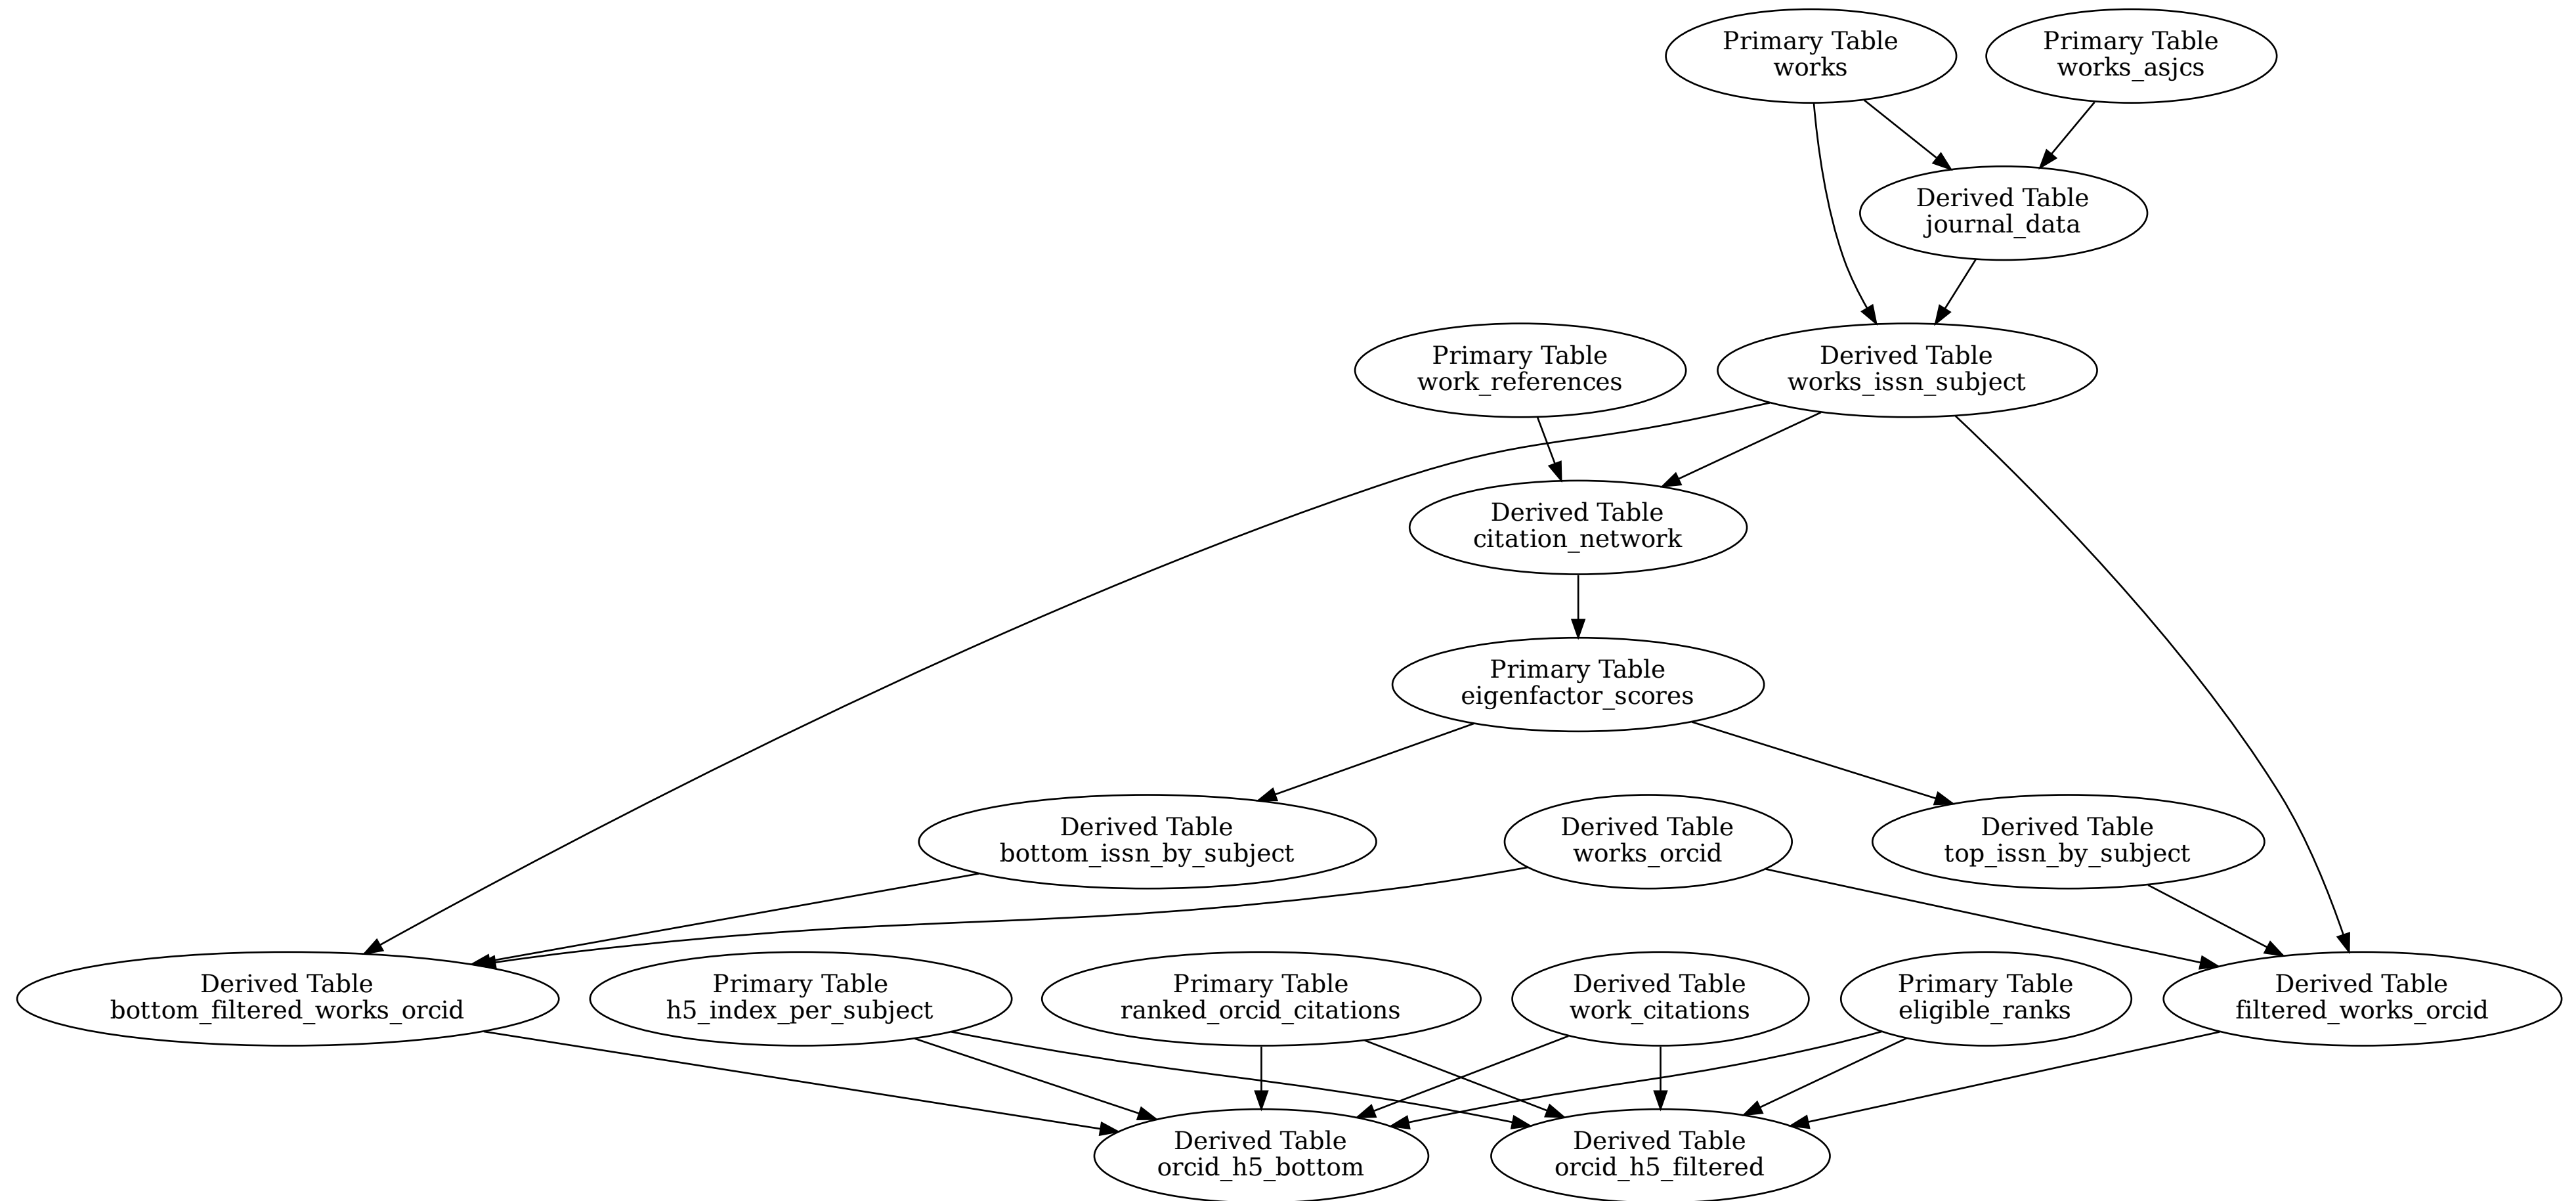 Primary Table
works
Primary Table
works_asjcs
Derived Table
journal_data
Primary Table
work_references
Derived Table
works_issn_subject
Derived Table
citation_network
Primary Table
eigenfactor_scores
Derived Table
bottom_issn_by_subject
Derived Table
works_orcid
Derived Table
top_issn_by_subject
Derived Table
bottom_filtered_works_orcid
Primary Table
h5_index_per_subject
Primary Table
ranked_orcid_citations
Derived Table
work_citations
Primary Table
eligible_ranks
Derived Table
filtered_works_orcid
Derived Table
orcid_h5_bottom
Derived Table
orcid_h5_filtered